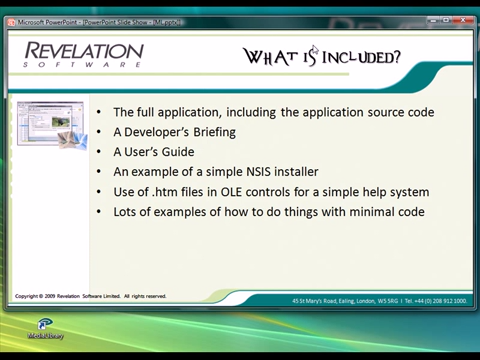 Microsoft PowerPoint - [PowerPoint Slide Show - [ML.pptx]]
REVELATION
SOFTWARE
WHAT IS INCLUDED?
• The full application, including the application source code
• A Developer's Briefing
• A User's Guide
• An example of a simple NSIS installer
• Use of .htm files in OLE controls for a simple help system
• Lots of examples of how to do things with minimal code
Copyright © 2009 Revelation Software Limited. All rights reserved.
45 St.Mary's Road, Ealing, London, W5 5RG I Tel. +44 (0) 208 912 1000.
MediaLibrary